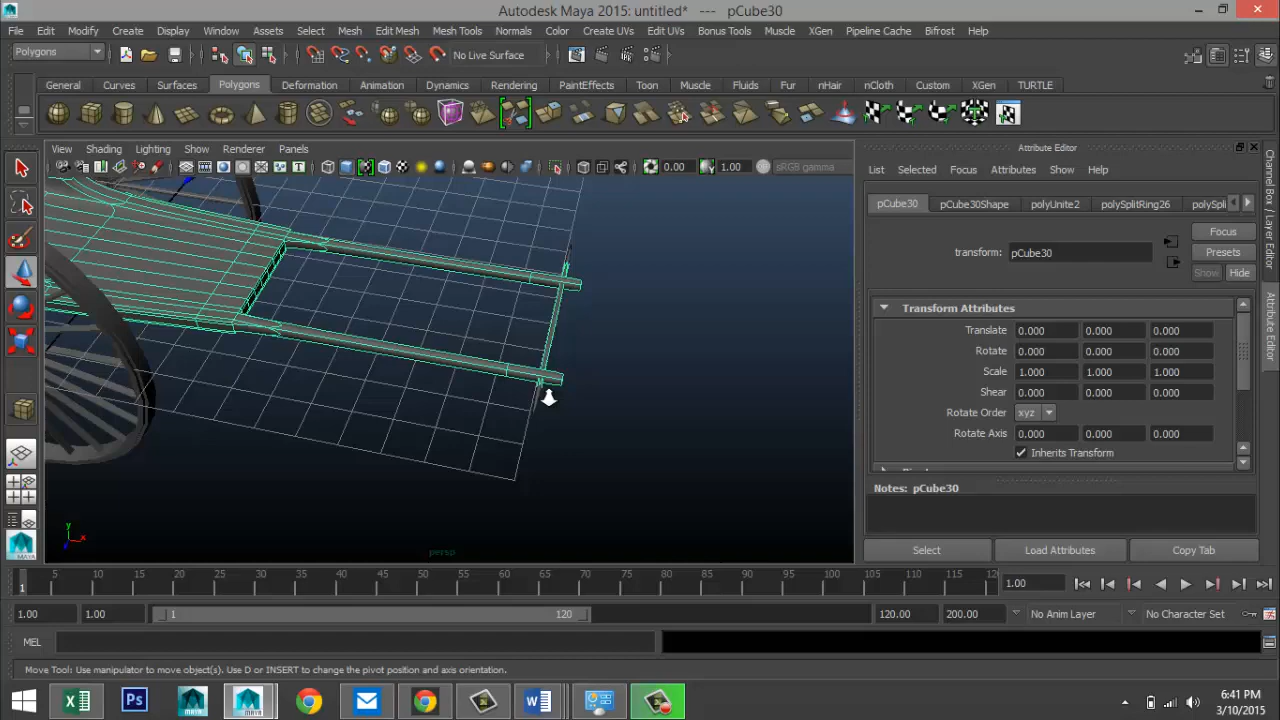 Autodesk Maya 2015: untitled* --- pCube30
File Edit Modify Create Display Window Assets Select Mesh Edit Mesh Mesh Tools Normals Color Create UVs Edit UVs Bonus Tools Muscle XGen Pipeline Cache Bifrost Help
Polygons No Live Surface
General Curves Surfaces Polygons Deformation Animation Dynamics Rendering PaintEffects Toon Muscle Fluids Fur nHair nCloth Custom XGen TURTLE
View Shading Lighting Show Renderer Panels
0.00 1.00 sRGB gamma
Attribute Editor
List Selected Focus Attributes Show Help
pCube30 pCube30Shape polyUnite2 polySplitRing26 polySpli
Focus
transform: pCube30
Presets
Show Hide
Transform Attributes
Translate 0.000 0.000 0.000
Rotate 0.000 0.000 0.000
Scale 1.000 1.000 1.000
Shear 0.000 0.000 0.000
Rotate Order xyz
Rotate Axis 0.000 0.000 0.000
Inherits Transform
Notes: pCube30
Select Load Attributes Copy Tab
Channel Box / Layer Editor
Attribute Editor
y
x
z
persp
MAYA
1 5 10 15 20 25 30 35 40 45 50 55 60 65 70 75 80 85 90 95 100 105 110 115 120 1.00
1.00 1.00 1 120 120.00 200.00 No Anim Layer No Character Set
MEL
Move Tool: Use manipulator to move object(s). Use D or INSERT to change the pivot position and axis orientation.
6:41 PM
3/10/2015